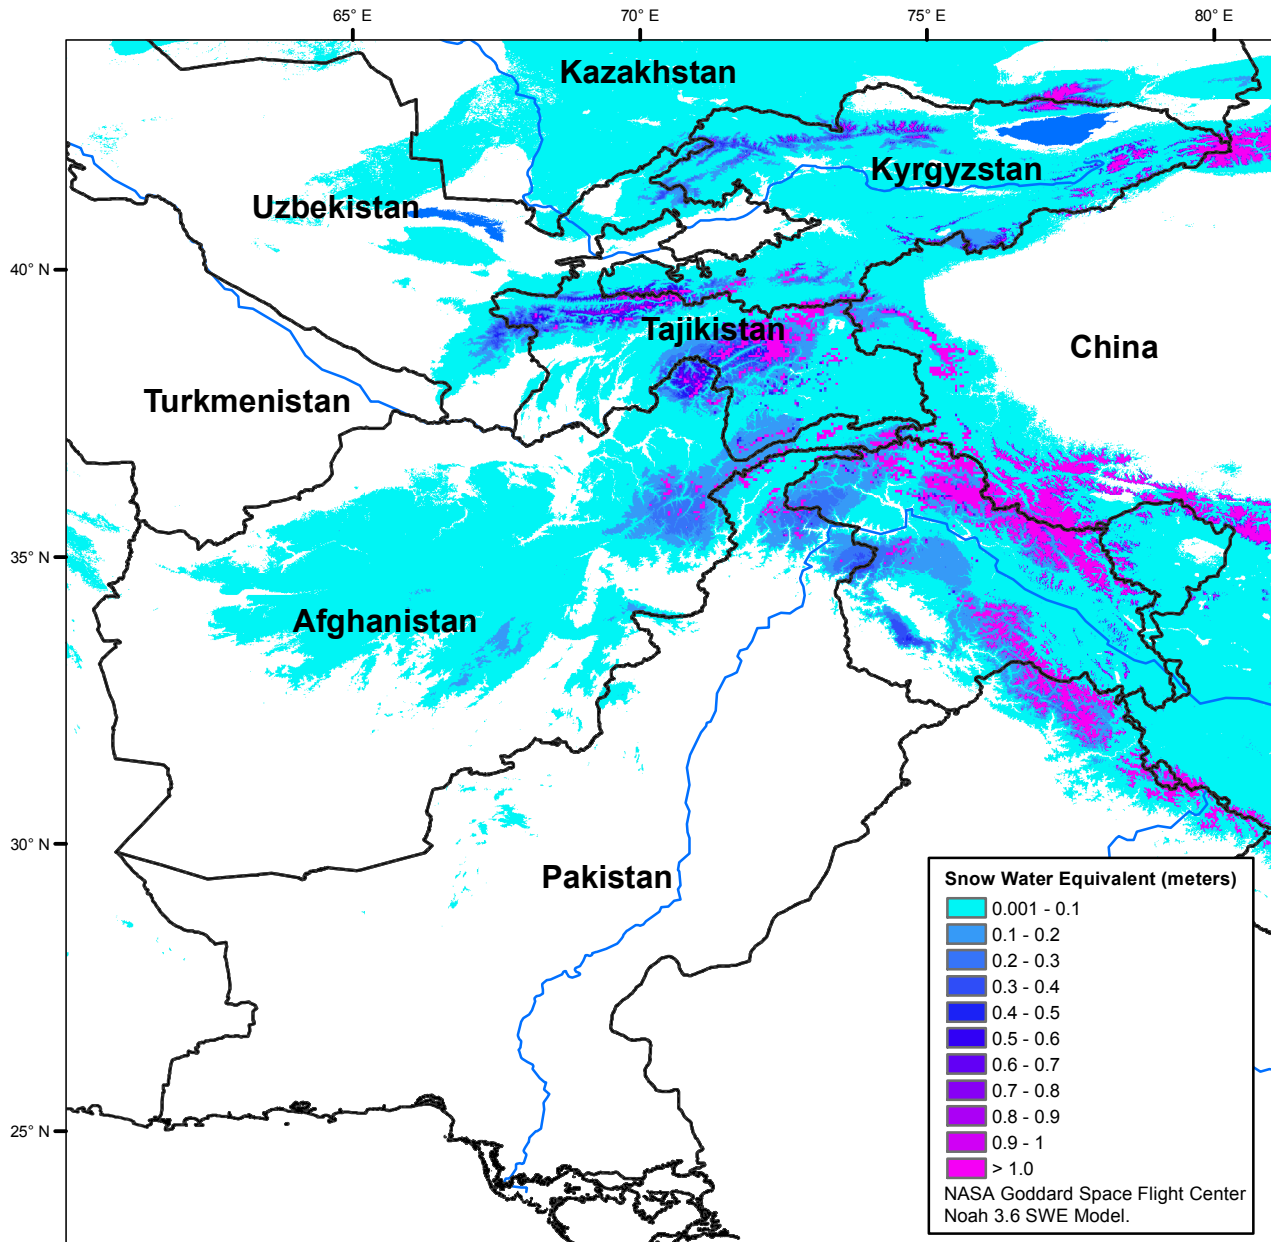 65° E
70° E
75° E
80° E
Kazakhstan
Kyrgyzstan
Uzbekistan
40° N
Tajikistan
China
Turkmenistan
35° N
Afghanistan
30° N
Pakistan
25° N
Snow Water Equivalent (meters)
0.001 - 0.1
0.1 - 0.2
0.2 - 0.3
0.3 - 0.4
0.4 - 0.5
0.5 - 0.6
0.6 - 0.7
0.7 - 0.8
0.8 - 0.9
0.9 - 1
> 1.0
NASA Goddard Space Flight Center
Noah 3.6 SWE Model.